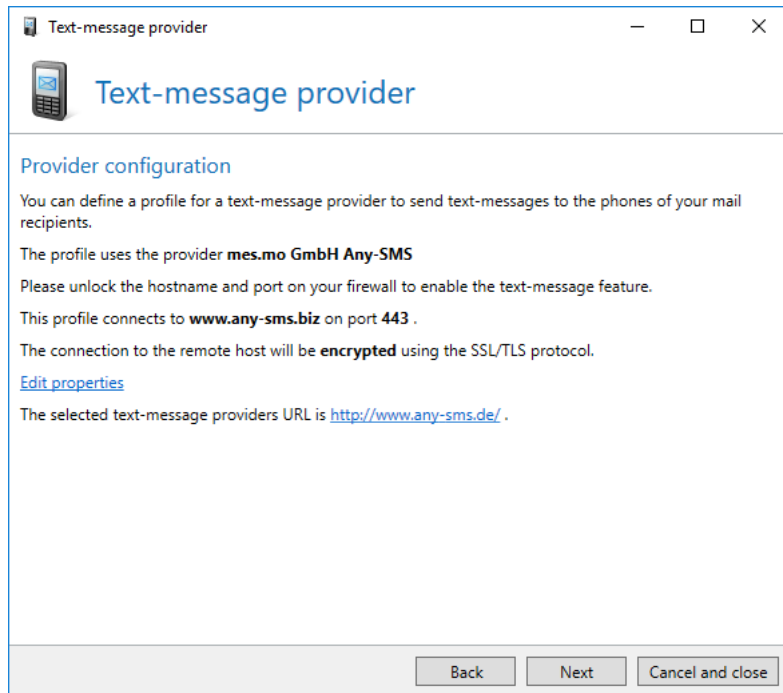 Text-message provider
Text-message provider
Provider configuration
You can define a profile for a text-message provider to send text-messages to the phones of your mail
recipients.
The profile uses the provider mes.mo GmbH Any-SMS
Please unlock the hostname and port on your firewall to enable the text-message feature.
This profile connects to www.any-sms.biz on port 443 .
The connection to the remote host will be encrypted using the SSL/TLS protocol.
Edit properties
The selected text-message providers URL is http://www.any-sms.de/ .
Back Next Cancel and close